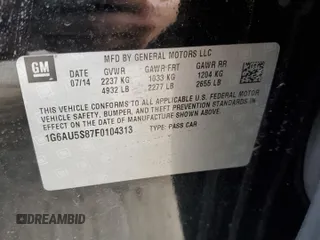 GM
MFD BY GENERAL MOTORS LLC
DATE GVWR GAWR FRT GAWR RR
07/14 2237 KG 1033 KG 1204 KG
4932 LB 2277 LB 2655 LB
THIS VEHICLE CONFORMS TO ALL APPLICABLE U.S. FEDERAL MOTOR
VEHICLE SAFETY, BUMPER, AND THEFT PREVENTION STANDARDS
IN EFFECT ON THE DATE OF MANUFACTURE SHOWN ABOVE.
1G6AU5S87F0104313 TYPE: PASS CAR
BIDHISTORY